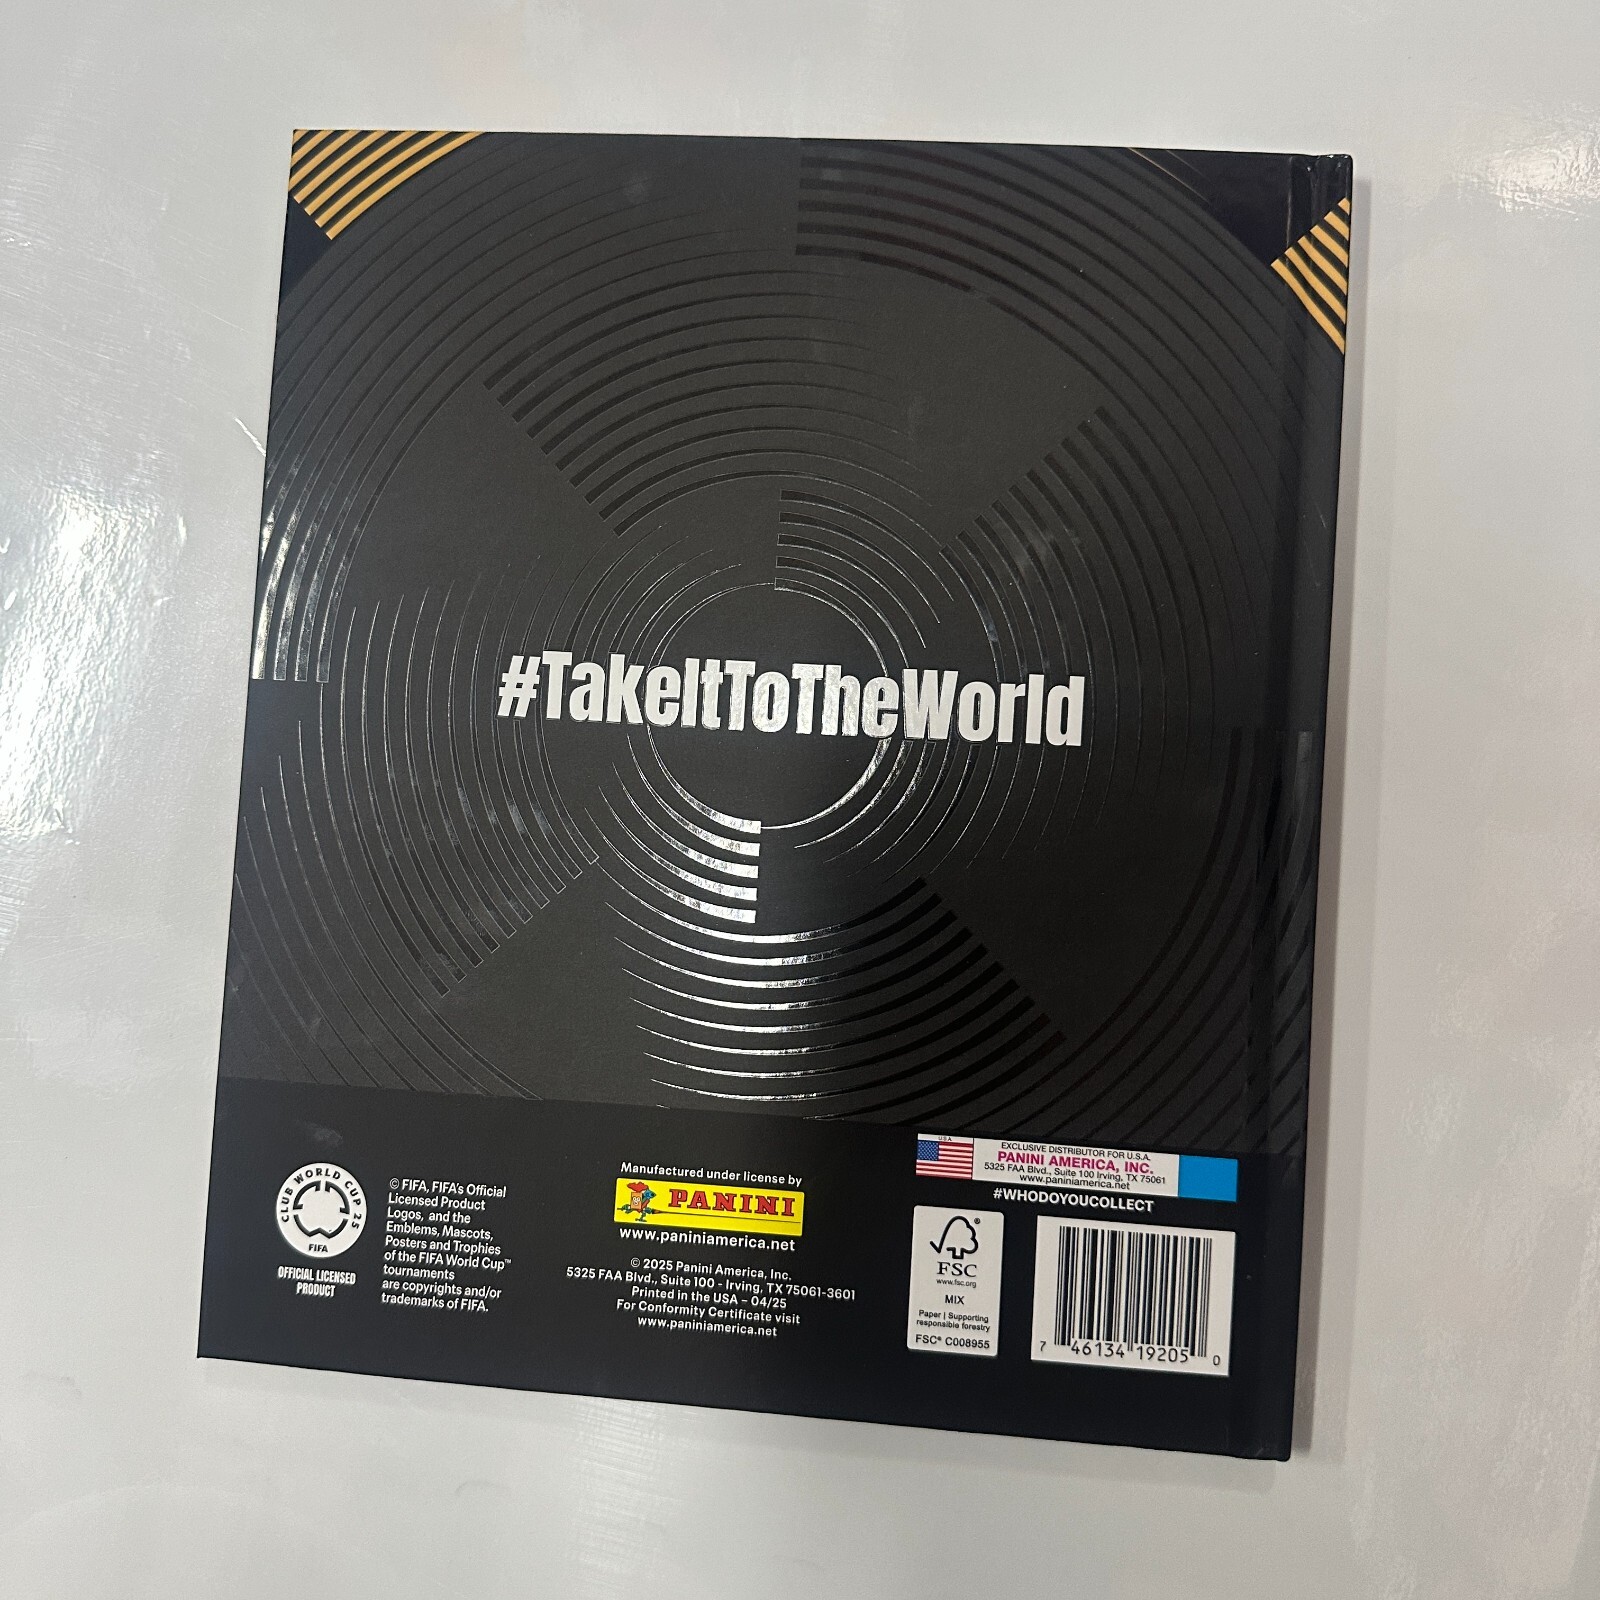 #TakeItToTheWorld
CLUB WORLD CUP 25
FIFA
OFFICIAL LICENSED
PRODUCT
© FIFA, FIFA's Official
Licensed Product
Logos, and the
Emblems, Mascots,
Posters and Trophies
of the FIFA World Cup™
tournaments
are copyrights and/or
trademarks of FIFA.
Manufactured under license by
PANINI
www.paniniamerica.net
© 2025 Panini America, Inc.
5325 FAA Blvd., Suite 100 - Irving, TX 75061-3601
Printed in the USA – 04/25
For Conformity Certificate visit
www.paniniamerica.net
USA
EXCLUSIVE DISTRIBUTOR FOR U.S.A.
PANINI AMERICA, INC.
5325 FAA Blvd., Suite 100 Irving, TX 75061
www.paniniamerica.net
#WHODOYOUCOLLECT
®
FSC
www.fsc.org
MIX
Paper | Supporting
responsible forestry
FSC® C008955
7 46134 19205 0